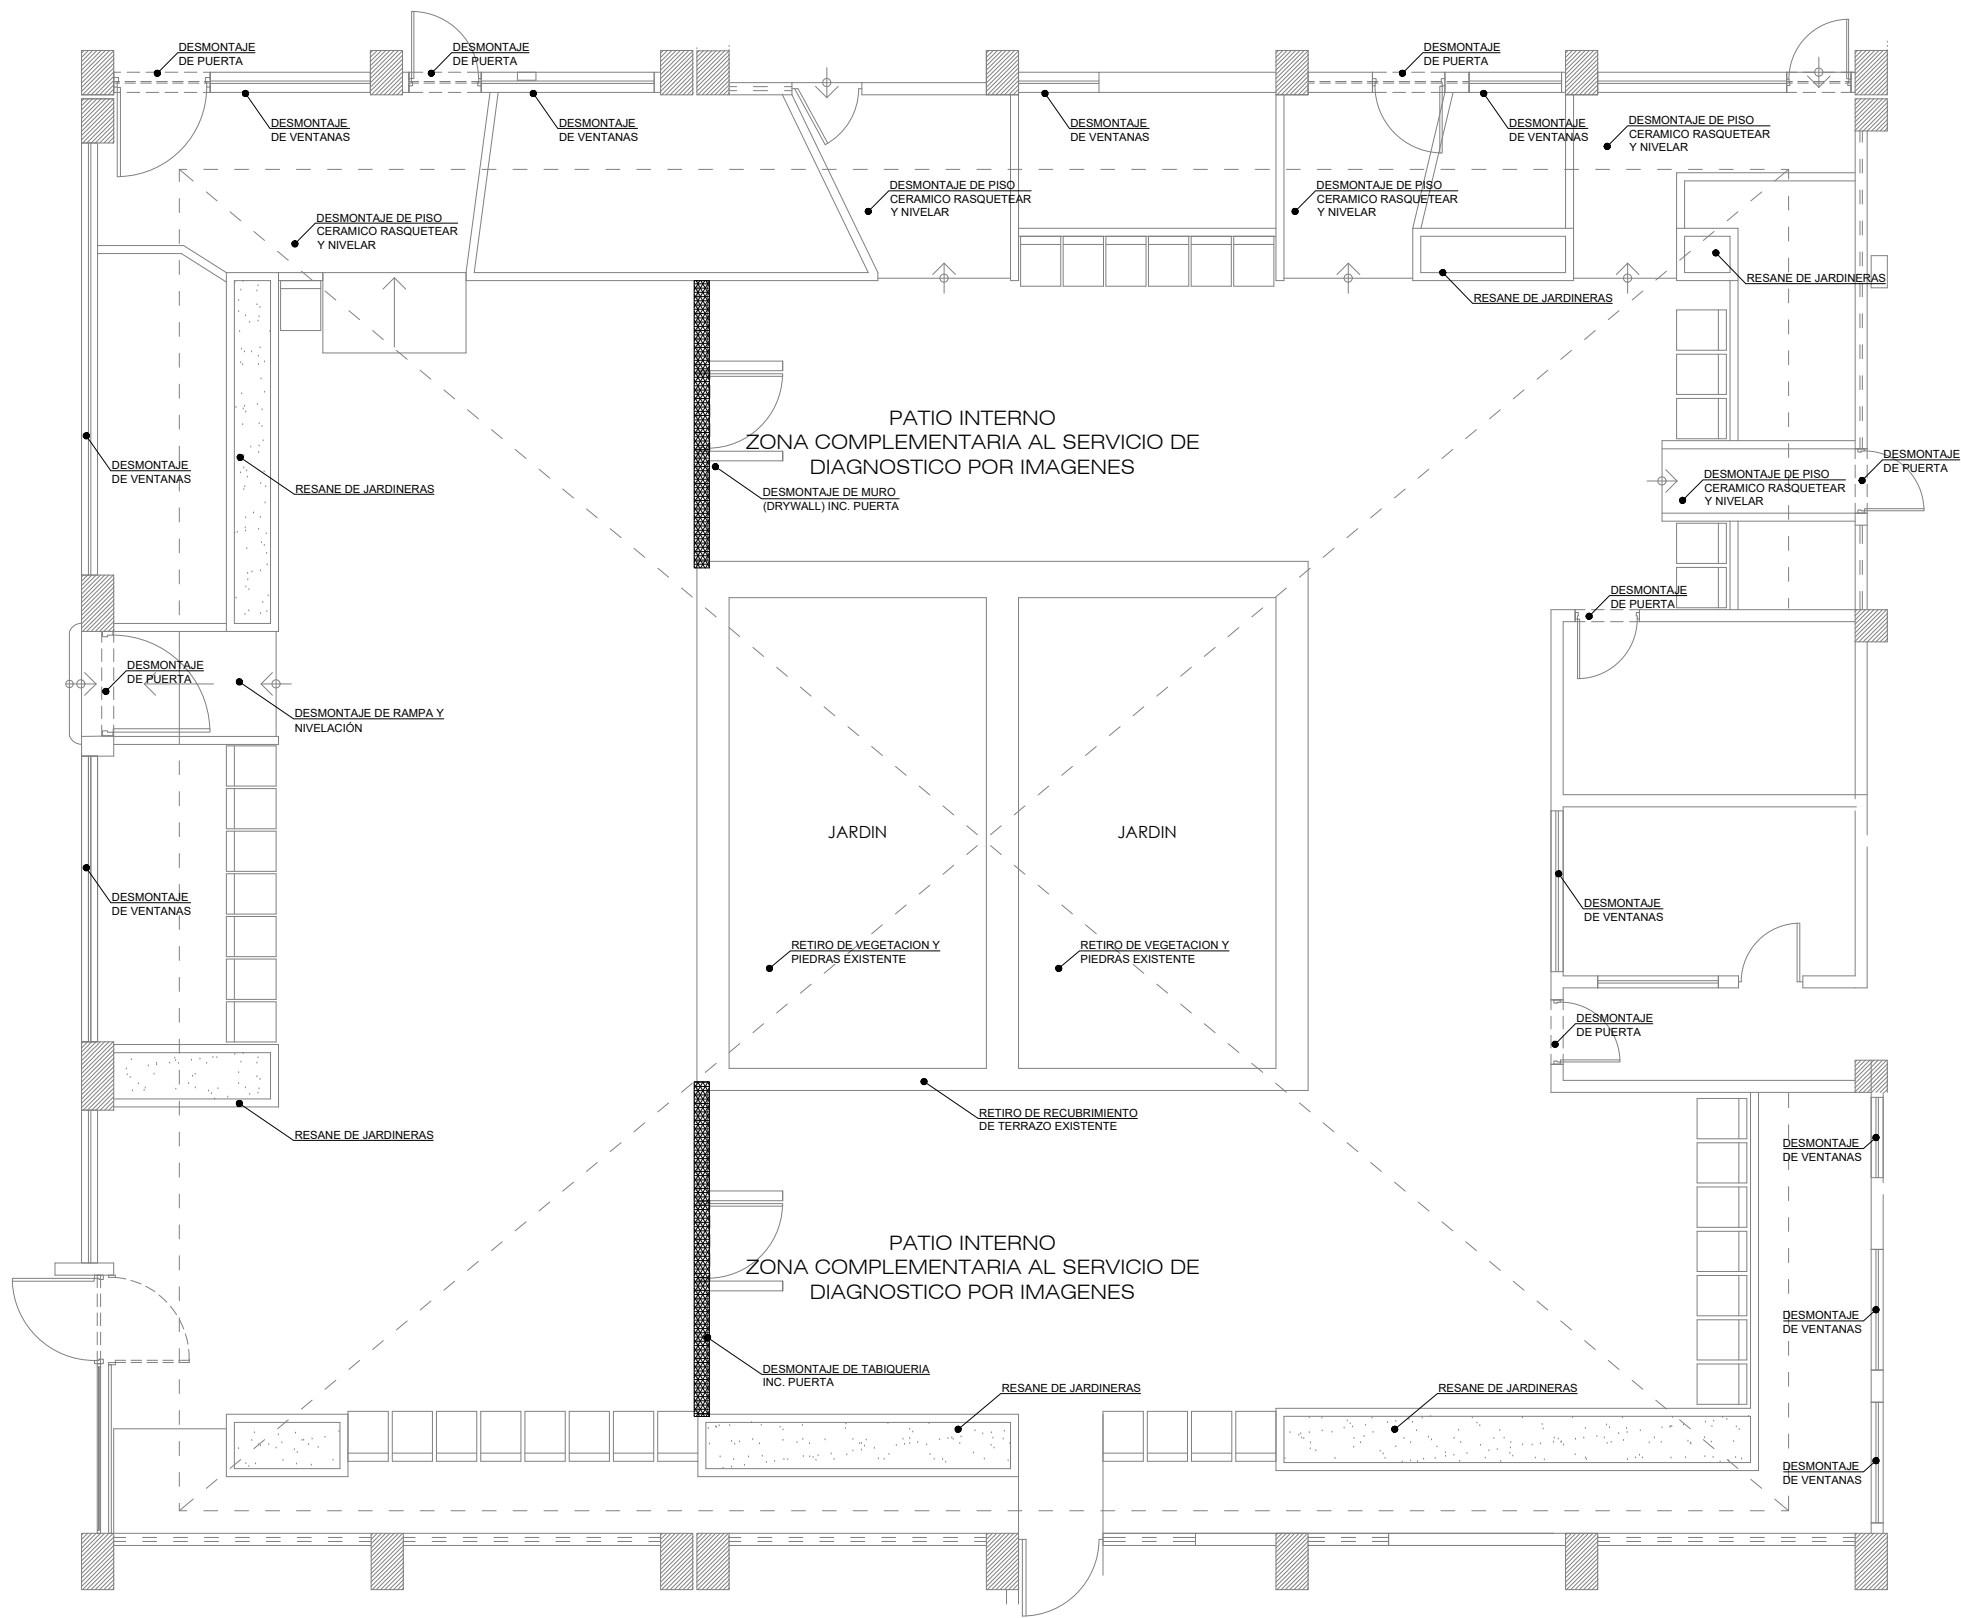 DESMONTAJE
DE PUERTA
DESMONTAJE
DE PUERTA
DESMONTAJE
DE PUERTA
DESMONTAJE
DE VENTANAS
DESMONTAJE
DE VENTANAS
DESMONTAJE
DE VENTANAS
DESMONTAJE
DE VENTANAS
DESMONTAJE DE PISO
CERAMICO RASQUETEAR
Y NIVELAR
DESMONTAJE DE PISO
CERAMICO RASQUETEAR
Y NIVELAR
DESMONTAJE DE PISO
CERAMICO RASQUETEAR
Y NIVELAR
DESMONTAJE DE PISO
CERAMICO RASQUETEAR
Y NIVELAR
RESANE DE JARDINERAS
RESANE DE JARDINERAS
PATIO INTERNO
ZONA COMPLEMENTARIA AL SERVICIO DE
DIAGNOSTICO POR IMAGENES
DESMONTAJE
DE VENTANAS
RESANE DE JARDINERAS
DESMONTAJE DE MURO
(DRYWALL) INC. PUERTA
DESMONTAJE DE PISO
CERAMICO RASQUETEAR
Y NIVELAR
DESMONTAJE
DE PUERTA
DESMONTAJE
DE PUERTA
DESMONTAJE
DE PUERTA
DESMONTAJE DE RAMPA Y
NIVELACIÓN
JARDIN
JARDIN
DESMONTAJE
DE VENTANAS
DESMONTAJE
DE VENTANAS
RETIRO DE VEGETACION Y
PIEDRAS EXISTENTE
RETIRO DE VEGETACION Y
PIEDRAS EXISTENTE
DESMONTAJE
DE PUERTA
RETIRO DE RECUBRIMIENTO
DE TERRAZO EXISTENTE
RESANE DE JARDINERAS
DESMONTAJE
DE VENTANAS
PATIO INTERNO
ZONA COMPLEMENTARIA AL SERVICIO DE
DIAGNOSTICO POR IMAGENES
DESMONTAJE
DE VENTANAS
DESMONTAJE DE TABIQUERIA
INC. PUERTA
RESANE DE JARDINERAS
RESANE DE JARDINERAS
DESMONTAJE
DE VENTANAS